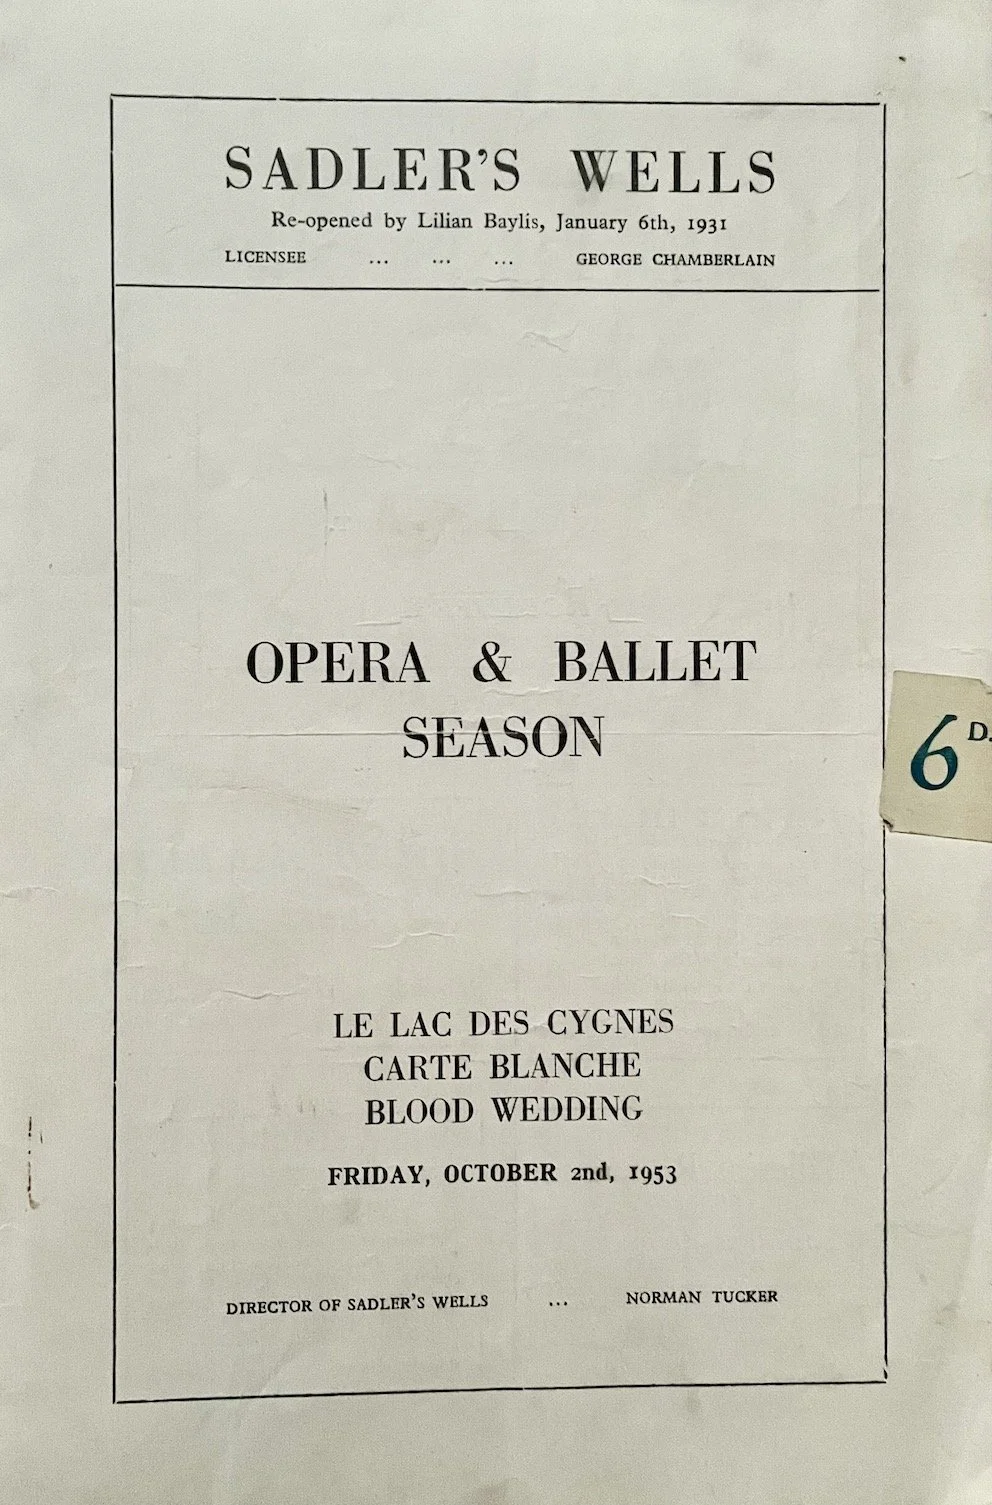 SADLER'S WELLS
Re-opened by Lilian Baylis, January 6th, 1931
LICENSEE ... ... ... GEORGE CHAMBERLAIN
OPERA & BALLET
SEASON
6D.
LE LAC DES CYGNES
CARTE BLANCHE
BLOOD WEDDING
FRIDAY, OCTOBER 2nd, 1953
DIRECTOR OF SADLER'S WELLS ... NORMAN TUCKER